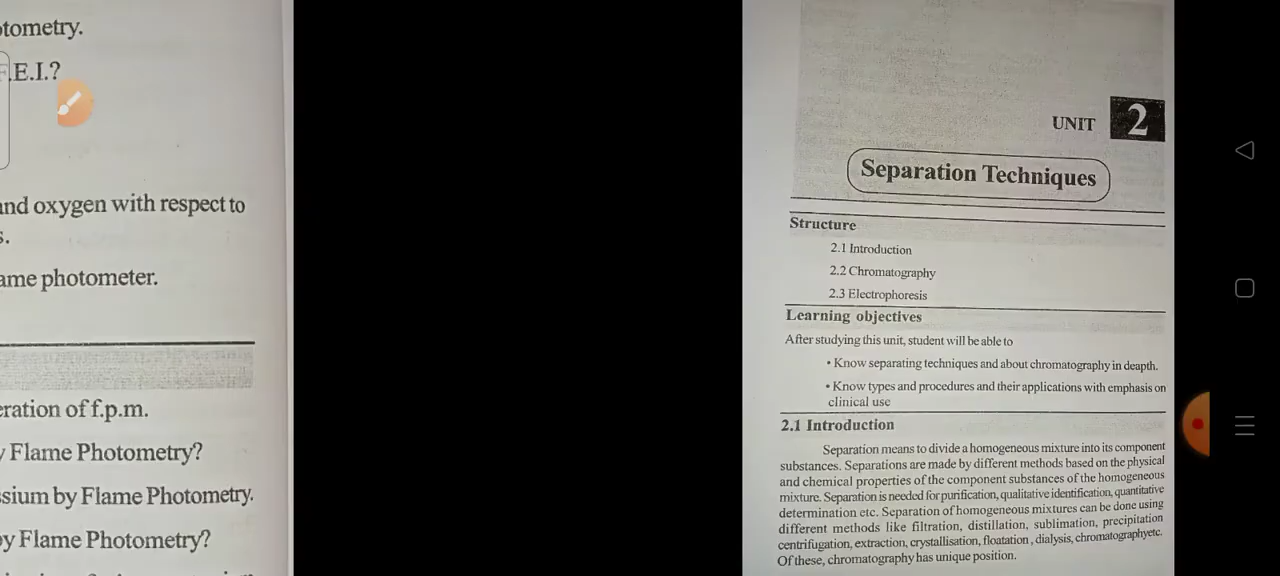 tometry.
E.I.?
and oxygen with respect to
s.
ame photometer.
eration of f.p.m.
Flame Photometry?
ssium by Flame Photometry.
by Flame Photometry?
UNIT 2
Separation Techniques
Structure
2.1 Introduction
2.2 Chromatography
2.3 Electrophoresis
Learning objectives
After studying this unit, student will be able to
• Know separating techniques and about chromatography in deapth.
• Know types and procedures and their applications with emphasis on
clinical use
2.1 Introduction
Separation means to divide a homogeneous mixture into its component
substances. Separations are made by different methods based on the physical
and chemical properties of the component substances of the homogeneous
mixture. Separation is needed for purification, qualitative identification, quantitative
determination etc. Separation of homogeneous mixtures can be done using
different methods like filtration, distillation, sublimation, precipitation
centrifugation, extraction, crystallisation, floatation , dialysis, chromatographyetc.
Of these, chromatography has unique position.